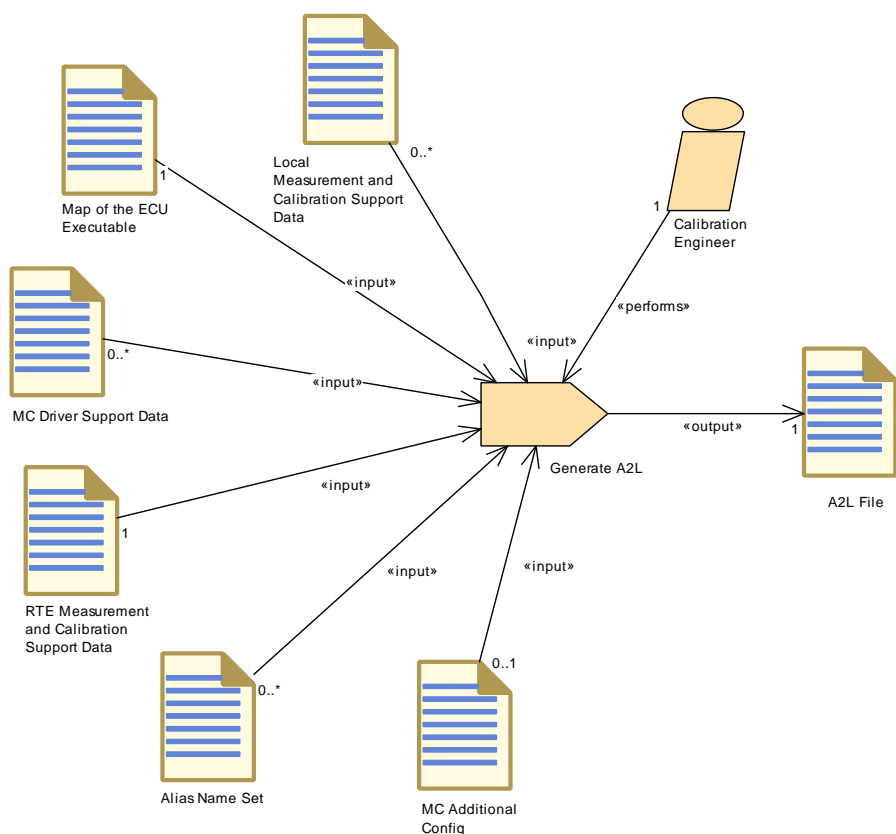 0..*
Local
Measurement and
Calibration Support
Data
1
Map of the ECU
Executable
1
Calibration
Engineer
«input»
«performs»
0..*
«input»
«input»
MC Driver Support Data
«output»
1
Generate A2L
«input»
A2L File
1
RTE Measurement
and Calibration
Support Data
«input»
«input»
0..*
0..1
Alias Name Set
MC Additional
Config